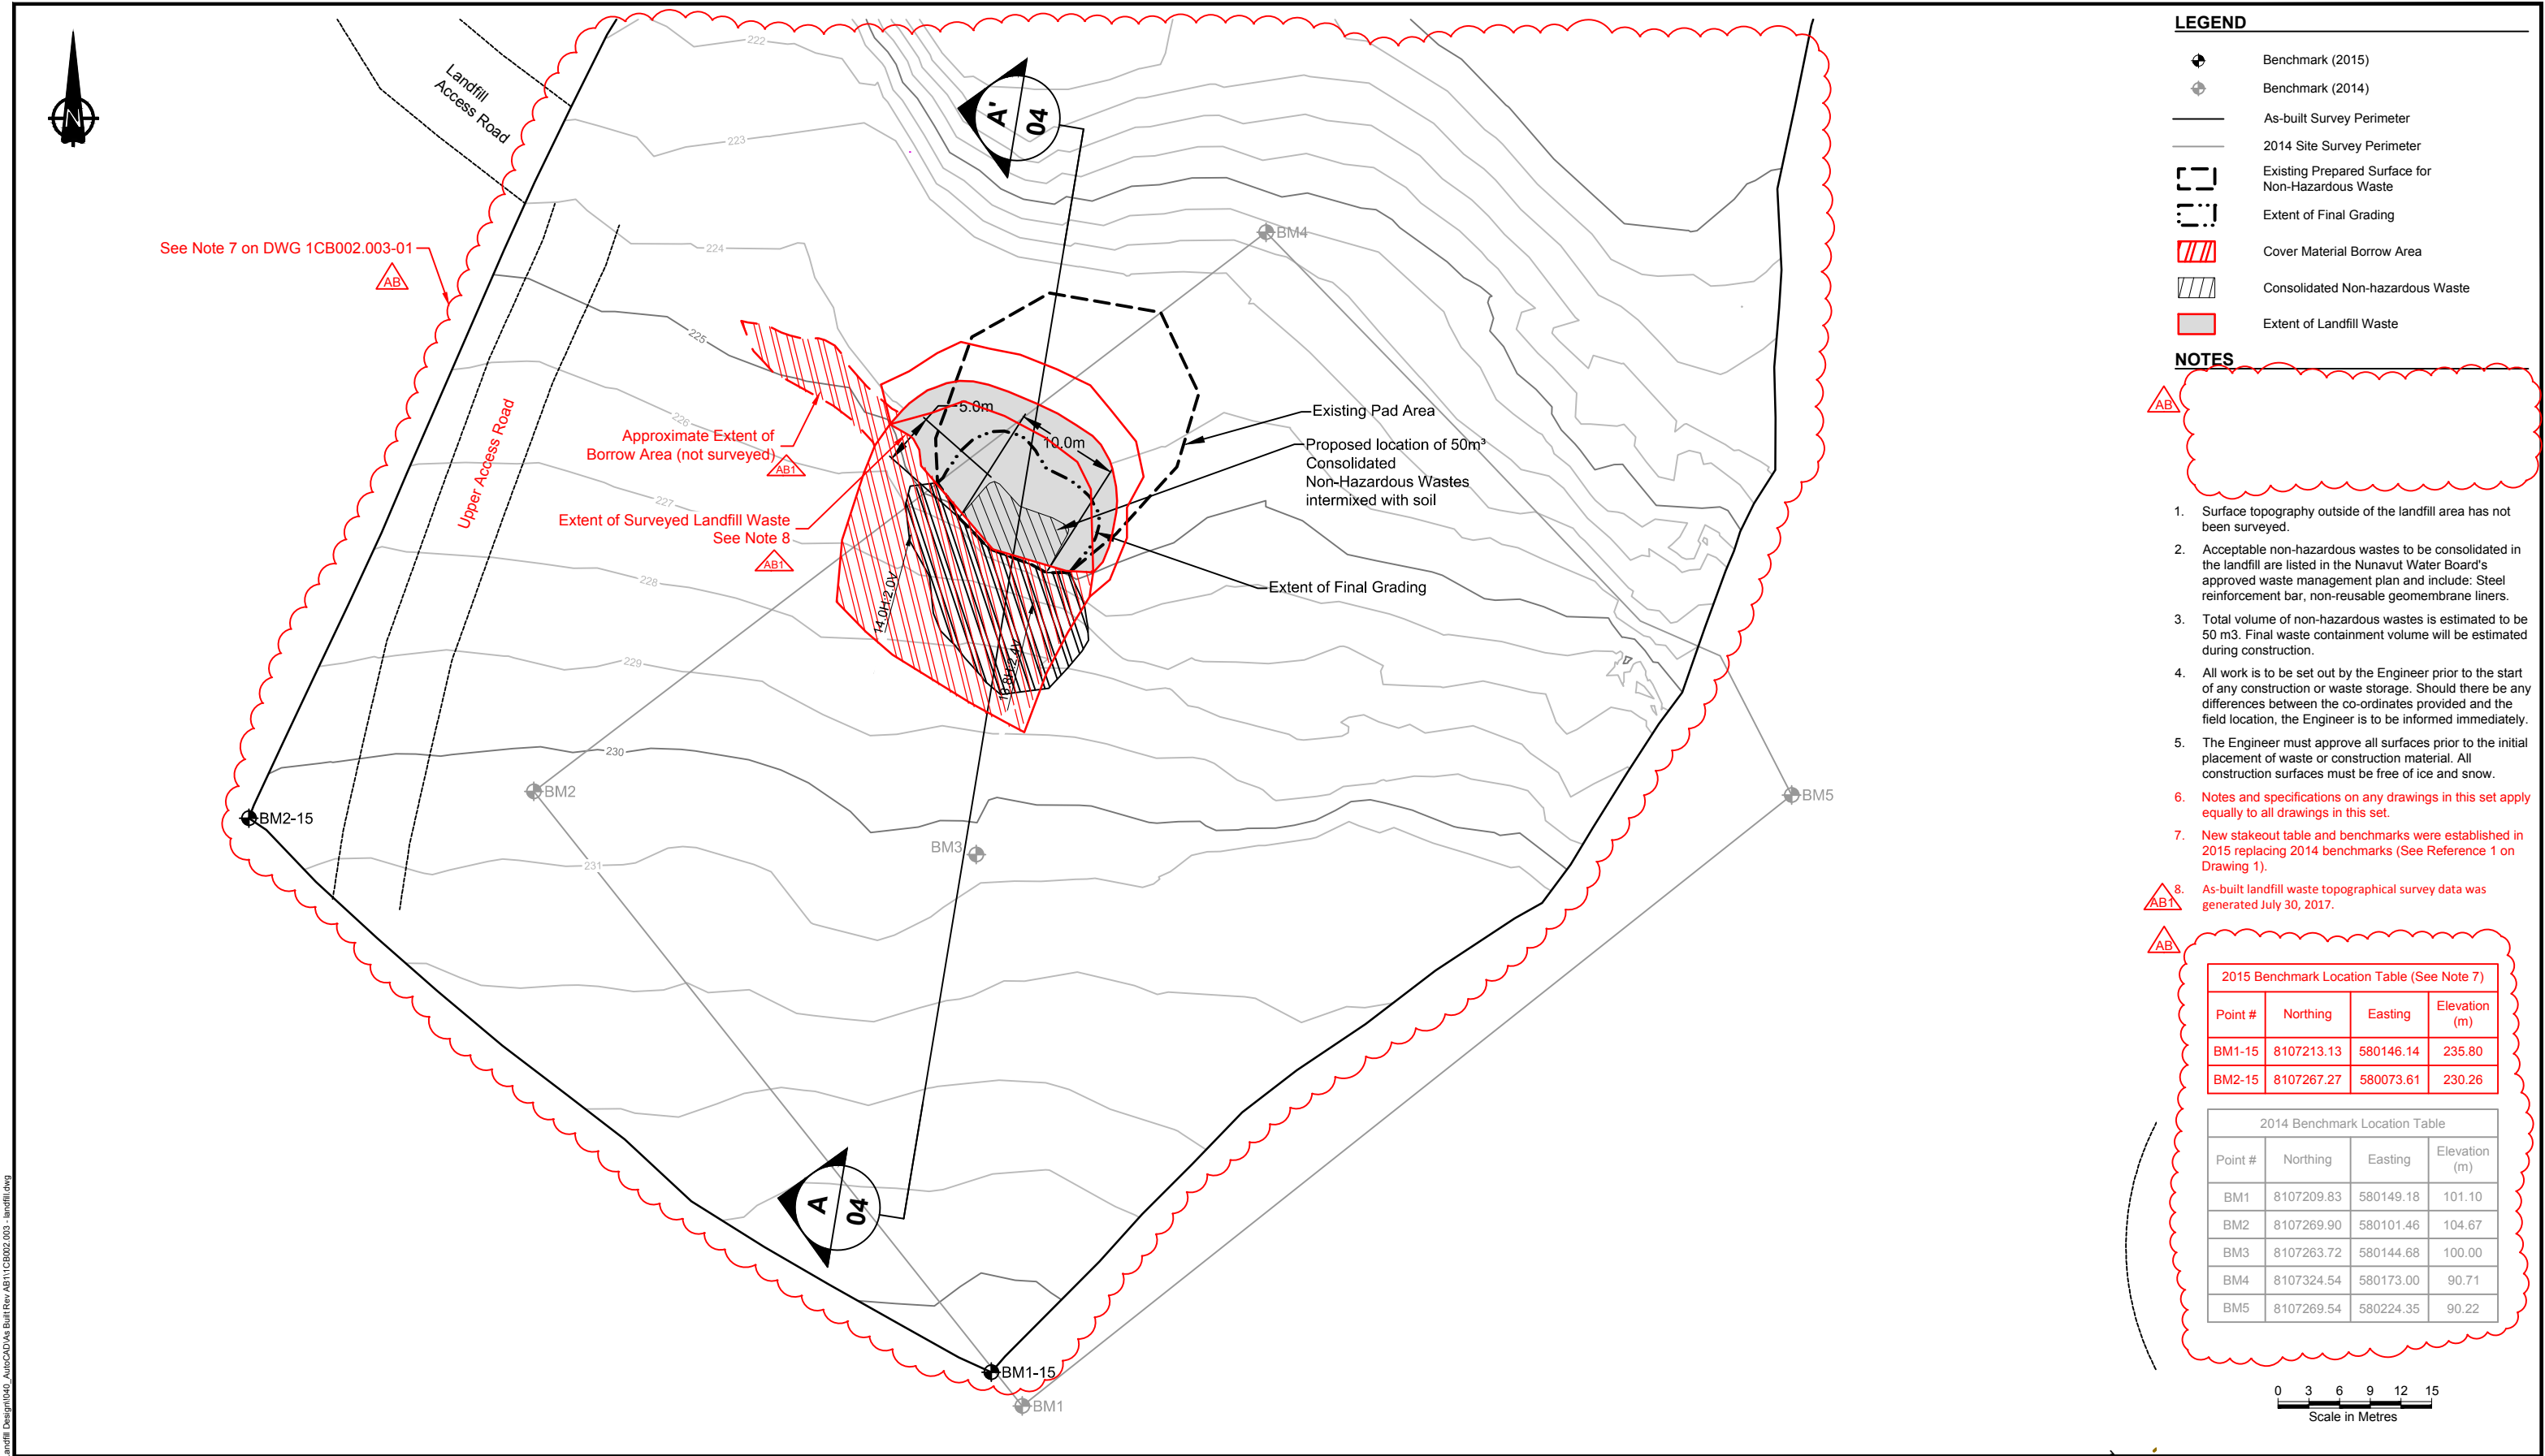 N
Landfill
Access Road
222
223
224
225
226
227
228
229
230
231
A'
04
BM4
See Note 7 on DWG 1CB002.003-01
AB
Upper Access Road
Approximate Extent of
Borrow Area (not surveyed)
AB1
Extent of Surveyed Landfill Waste
See Note 8
AB1
5.0m
10.0m
14.0H:2.0V
Existing Pad Area
Proposed location of 50m³
Consolidated
Non-Hazardous Wastes
intermixed with soil
Extent of Final Grading
BM2
BM2-15
BM3
BM5
A
04
BM1-15
BM1
LEGEND
Benchmark (2015)
Benchmark (2014)
As-built Survey Perimeter
2014 Site Survey Perimeter
Existing Prepared Surface for
Non-Hazardous Waste
Extent of Final Grading
Cover Material Borrow Area
Consolidated Non-hazardous Waste
Extent of Landfill Waste
NOTES
AB
1. Surface topography outside of the landfill area has not
been surveyed.
2. Acceptable non-hazardous wastes to be consolidated in
the landfill are listed in the Nunavut Water Board's
approved waste management plan and include: Steel
reinforcement bar, non-reusable geomembrane liners.
3. Total volume of non-hazardous wastes is estimated to be
50 m3. Final waste containment volume will be estimated
during construction.
4. All work is to be set out by the Engineer prior to the start
of any construction or waste storage. Should there be any
differences between the co-ordinates provided and the
field location, the Engineer is to be informed immediately.
5. The Engineer must approve all surfaces prior to the initial
placement of waste or construction material. All
construction surfaces must be free of ice and snow.
6. Notes and specifications on any drawings in this set apply
equally to all drawings in this set.
7. New stakeout table and benchmarks were established in
2015 replacing 2014 benchmarks (See Reference 1 on
Drawing 1).
AB1 8. As-built landfill waste topographical survey data was
generated July 30, 2017.
AB
2015 Benchmark Location Table (See Note 7)
Point # Northing Easting Elevation
(m)
BM1-15 8107213.13 580146.14 235.80
BM2-15 8107267.27 580073.61 230.26
2014 Benchmark Location Table
Point # Northing Easting Elevation
(m)
BM1 8107209.83 580149.18 101.10
BM2 8107269.90 580101.46 104.67
BM3 8107263.72 580144.68 100.00
BM4 8107324.54 580173.00 90.71
BM5 8107269.54 580224.35 90.22
0 3 6 9 12 15
Scale in Metres
andfill Design\!040_AutoCAD\As Built Rev AB1\1CB002.003 - landfill.dwg